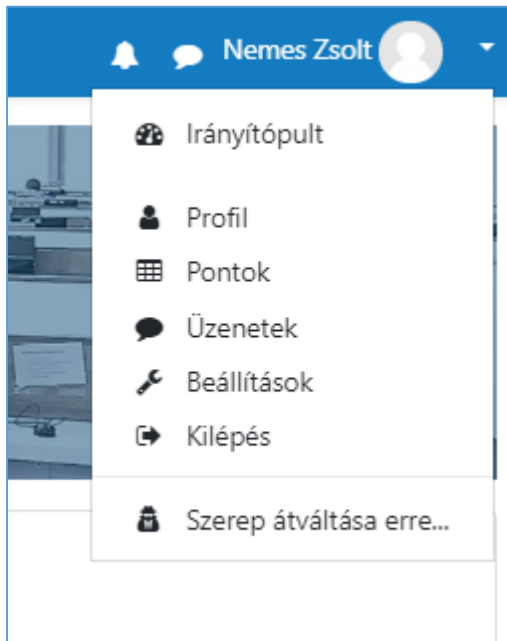 Nemes Zsolt
Irányítópult
Profil
Pontok
Üzenetek
Beállítások
Kilépés
Szerep átváltása erre...